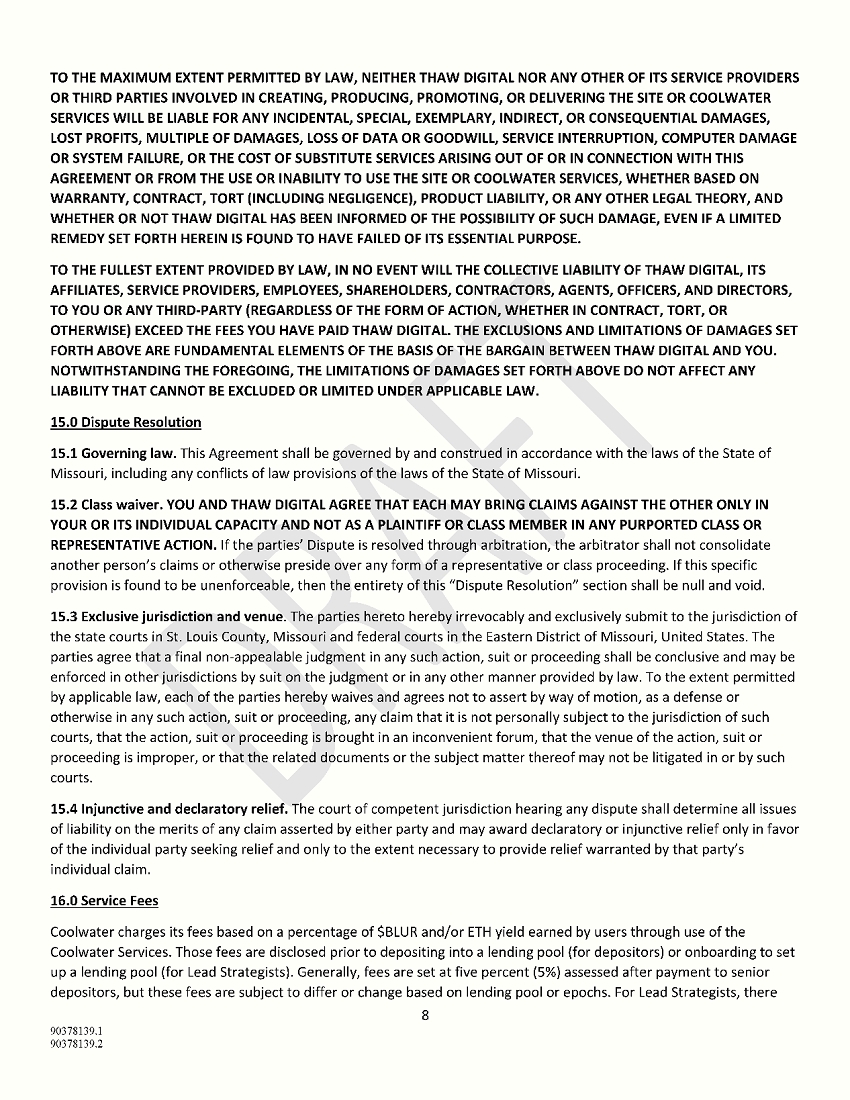 TO THE MAXIMUM EXTENT PERMITTED BY LAW, NEITHER THAW DIGITAL NOR ANY OTHER OF ITS SERVICE PROVIDERS
OR THIRD PARTIES INVOLVED IN CREATING, PRODUCING, PROMOTING, OR DELIVERING THE SITE OR COOLWATER
SERVICES WILL BE LIABLE FOR ANY INCIDENTAL, SPECIAL, EXEMPLARY, INDIRECT, OR CONSEQUENTIAL DAMAGES,
LOST PROFITS, MULTIPLE OF DAMAGES, LOSS OF DATA OR GOODWILL, SERVICE INTERRUPTION, COMPUTER DAMAGE
OR SYSTEM FAILURE, OR THE COST OF SUBSTITUTE SERVICES ARISING OUT OF OR IN CONNECTION WITH THIS
AGREEMENT OR FROM THE USE OR INABILITY TO USE THE SITE OR COOLWATER SERVICES, WHETHER BASED ON
WARRANTY, CONTRACT, TORT (INCLUDING NEGLIGENCE), PRODUCT LIABILITY, OR ANY OTHER LEGAL THEORY, AND
WHETHER OR NOT THAW DIGITAL HAS BEEN INFORMED OF THE POSSIBILITY OF SUCH DAMAGE, EVEN IF A LIMITED
REMEDY SET FORTH HEREIN IS FOUND TO HAVE FAILED OF ITS ESSENTIAL PURPOSE.
TO THE FULLEST EXTENT PROVIDED BY LAW, IN NO EVENT WILL THE COLLECTIVE LIABILITY OF THAW DIGITAL, ITS
AFFILIATES, SERVICE PROVIDERS, EMPLOYEES, SHAREHOLDERS, CONTRACTORS, AGENTS, OFFICERS, AND DIRECTORS,
TO YOU OR ANY THIRD-PARTY (REGARDLESS OF THE FORM OF ACTION, WHETHER IN CONTRACT, TORT, OR
OTHERWISE) EXCEED THE FEES YOU HAVE PAID THAW DIGITAL. THE EXCLUSIONS AND LIMITATIONS OF DAMAGES SET
FORTH ABOVE ARE FUNDAMENTAL ELEMENTS OF THE BASIS OF THE BARGAIN BETWEEN THAW DIGITAL AND YOU.
NOTWITHSTANDING THE FOREGOING, THE LIMITATIONS OF DAMAGES SET FORTH ABOVE DO NOT AFFECT ANY
LIABILITY THAT CANNOT BE EXCLUDED OR LIMITED UNDER APPLICABLE LAW.
15.0 Dispute Resolution
15.1 Governing law. This Agreement shall be governed by and construed in accordance with the laws of the State of
Missouri, including any conflicts of law provisions of the laws of the State of Missouri.
15.2 Class waiver. YOU AND THAW DIGITAL AGREE THAT EACH MAY BRING CLAIMS AGAINST THE OTHER ONLY IN
YOUR OR ITS INDIVIDUAL CAPACITY AND NOT AS A PLAINTIFF OR CLASS MEMBER IN ANY PURPORTED CLASS OR
REPRESENTATIVE ACTION. If the parties’ Dispute is resolved through arbitration, the arbitrator shall not consolidate
another person’s claims or otherwise preside over any form of a representative or class proceeding. If this specific
provision is found to be unenforceable, then the entirety of this “Dispute Resolution” section shall be null and void.
15.3 Exclusive jurisdiction and venue. The parties hereto hereby irrevocably and exclusively submit to the jurisdiction of
the state courts in St. Louis County, Missouri and federal courts in the Eastern District of Missouri, United States. The
parties agree that a final non-appealable judgment in any such action, suit or proceeding shall be conclusive and may be
enforced in other jurisdictions by suit on the judgment or in any other manner provided by law. To the extent permitted
by applicable law, each of the parties hereby waives and agrees not to assert by way of motion, as a defense or
otherwise in any such action, suit or proceeding, any claim that it is not personally subject to the jurisdiction of such
courts, that the action, suit or proceeding is brought in an inconvenient forum, that the venue of the action, suit or
proceeding is improper, or that the related documents or the subject matter thereof may not be litigated in or by such
courts.
15.4 Injunctive and declaratory relief. The court of competent jurisdiction hearing any dispute shall determine all issues
of liability on the merits of any claim asserted by either party and may award declaratory or injunctive relief only in favor
of the individual party seeking relief and only to the extent necessary to provide relief warranted by that party’s
individual claim.
16.0 Service Fees
Coolwater charges its fees based on a percentage of $BLUR and/or ETH yield earned by users through use of the
Coolwater Services. Those fees are disclosed prior to depositing into a lending pool (for depositors) or onboarding to set
up a lending pool (for Lead Strategists). Generally, fees are set at five percent (5%) assessed after payment to senior
depositors, but these fees are subject to differ or change based on lending pool or epochs. For Lead Strategists, there
8
90378139.1
90378139.2
DRAFT